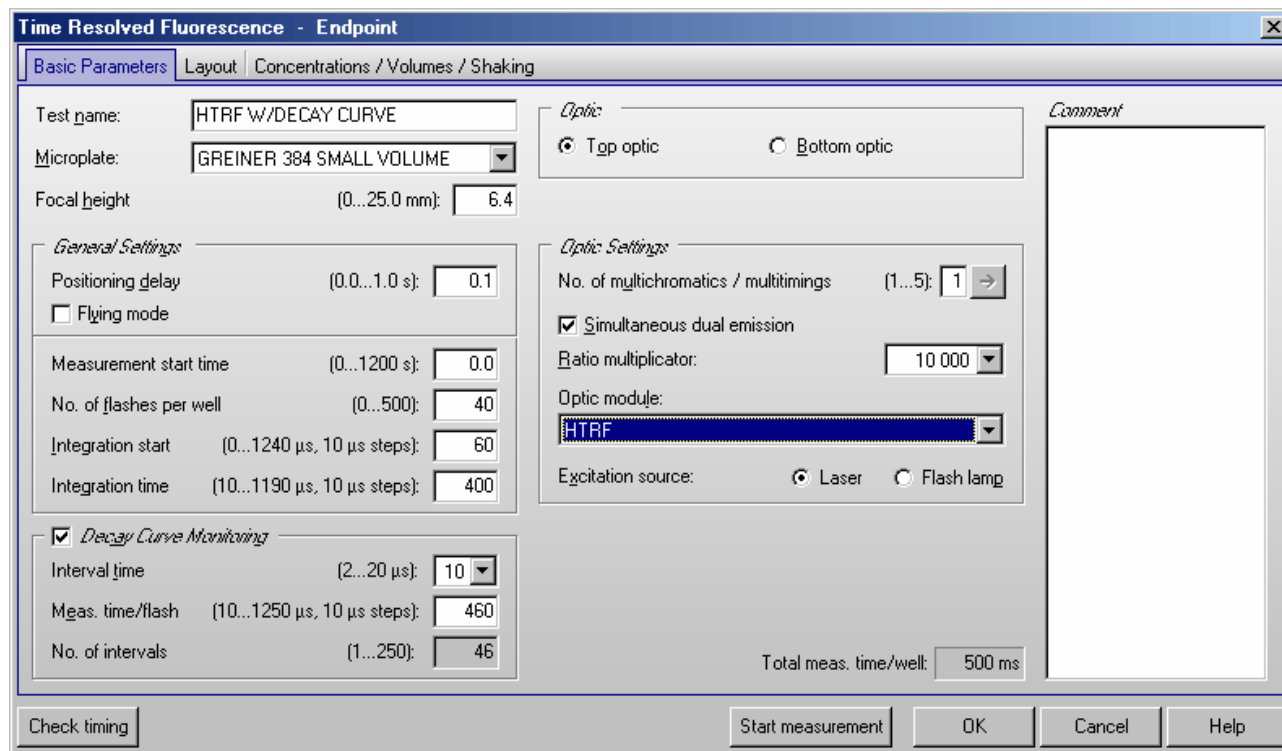 Time Resolved Fluorescence - Endpoint
Basic Parameters Layout Concentrations / Volumes / Shaking
Test name: HTRF W/DECAY CURVE
Microplate: GREINER 384 SMALL VOLUME
Focal height (0...25.0 mm): 6.4
General Settings
Positioning delay (0.0...1.0 s): 0.1
Flying mode
Measurement start time (0...1200 s): 0.0
No. of flashes per well (0...500): 40
Integration start (0...1240 µs, 10 µs steps): 60
Integration time (10...1190 µs, 10 µs steps): 400
Decay Curve Monitoring
Interval time (2...20 µs): 10
Meas. time/flash (10...1250 µs, 10 µs steps): 460
No. of intervals (1...250): 46
Optic
Top optic Bottom optic
Optic Settings
No. of multichromatics / multitimings (1...5): 1
Simultaneous dual emission
Ratio multiplicator: 10 000
Optic module:
HTRF
Excitation source: Laser Flash lamp
Total meas. time/well: 500 ms
Comment
Check timing Start measurement OK Cancel Help